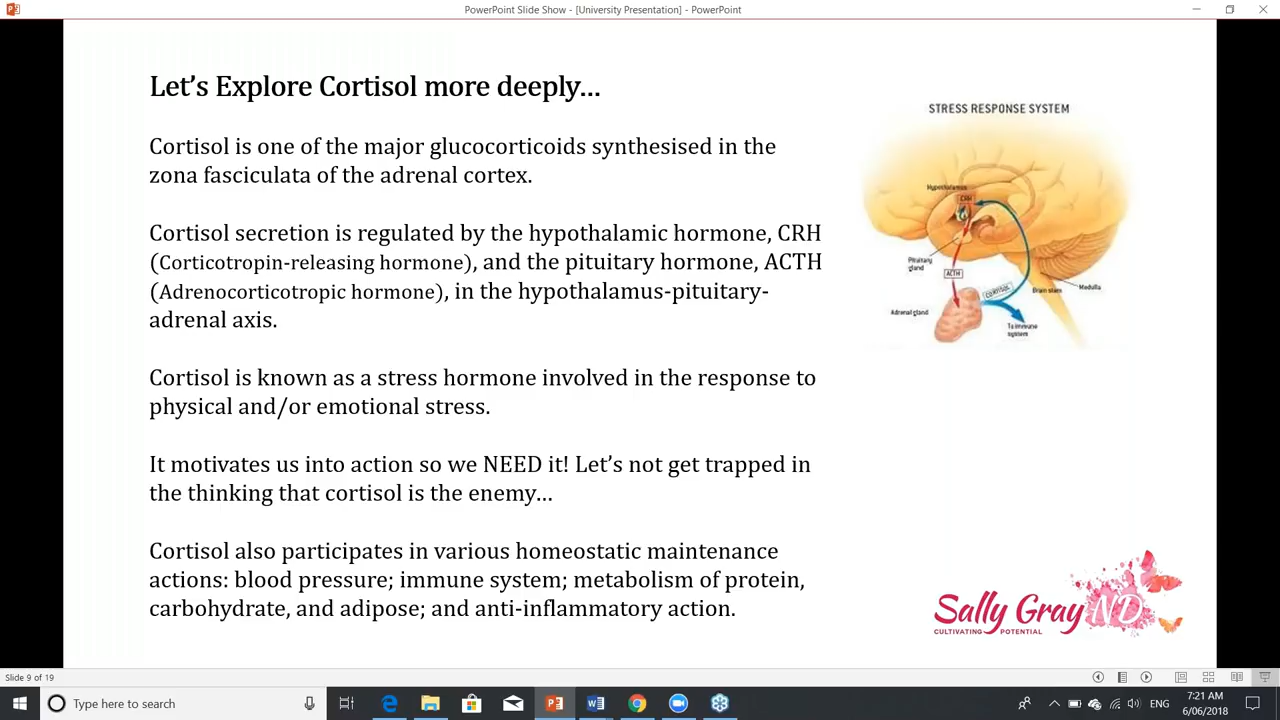 PowerPoint Slide Show - [University Presentation] - PowerPoint
Let's Explore Cortisol more deeply...
Cortisol is one of the major glucocorticoids synthesised in the
zona fasciculata of the adrenal cortex.
Cortisol secretion is regulated by the hypothalamic hormone, CRH
(Corticotropin-releasing hormone), and the pituitary hormone, ACTH
(Adrenocorticotropic hormone), in the hypothalamus-pituitary-
adrenal axis.
Cortisol is known as a stress hormone involved in the response to
physical and/or emotional stress.
It motivates us into action so we NEED it! Let's not get trapped in
the thinking that cortisol is the enemy...
Cortisol also participates in various homeostatic maintenance
actions: blood pressure; immune system; metabolism of protein,
carbohydrate, and adipose; and anti-inflammatory action.
STRESS RESPONSE SYSTEM
Hypothalamus
CRH
Pituitary
gland
ACTH
CORTISOL
Adrenal gland
Brain stem
Medulla
To immune
system
Sally Gray ND
CULTIVATING POTENTIAL
Slide 9 of 19
Type here to search
7:21 AM
6/06/2018